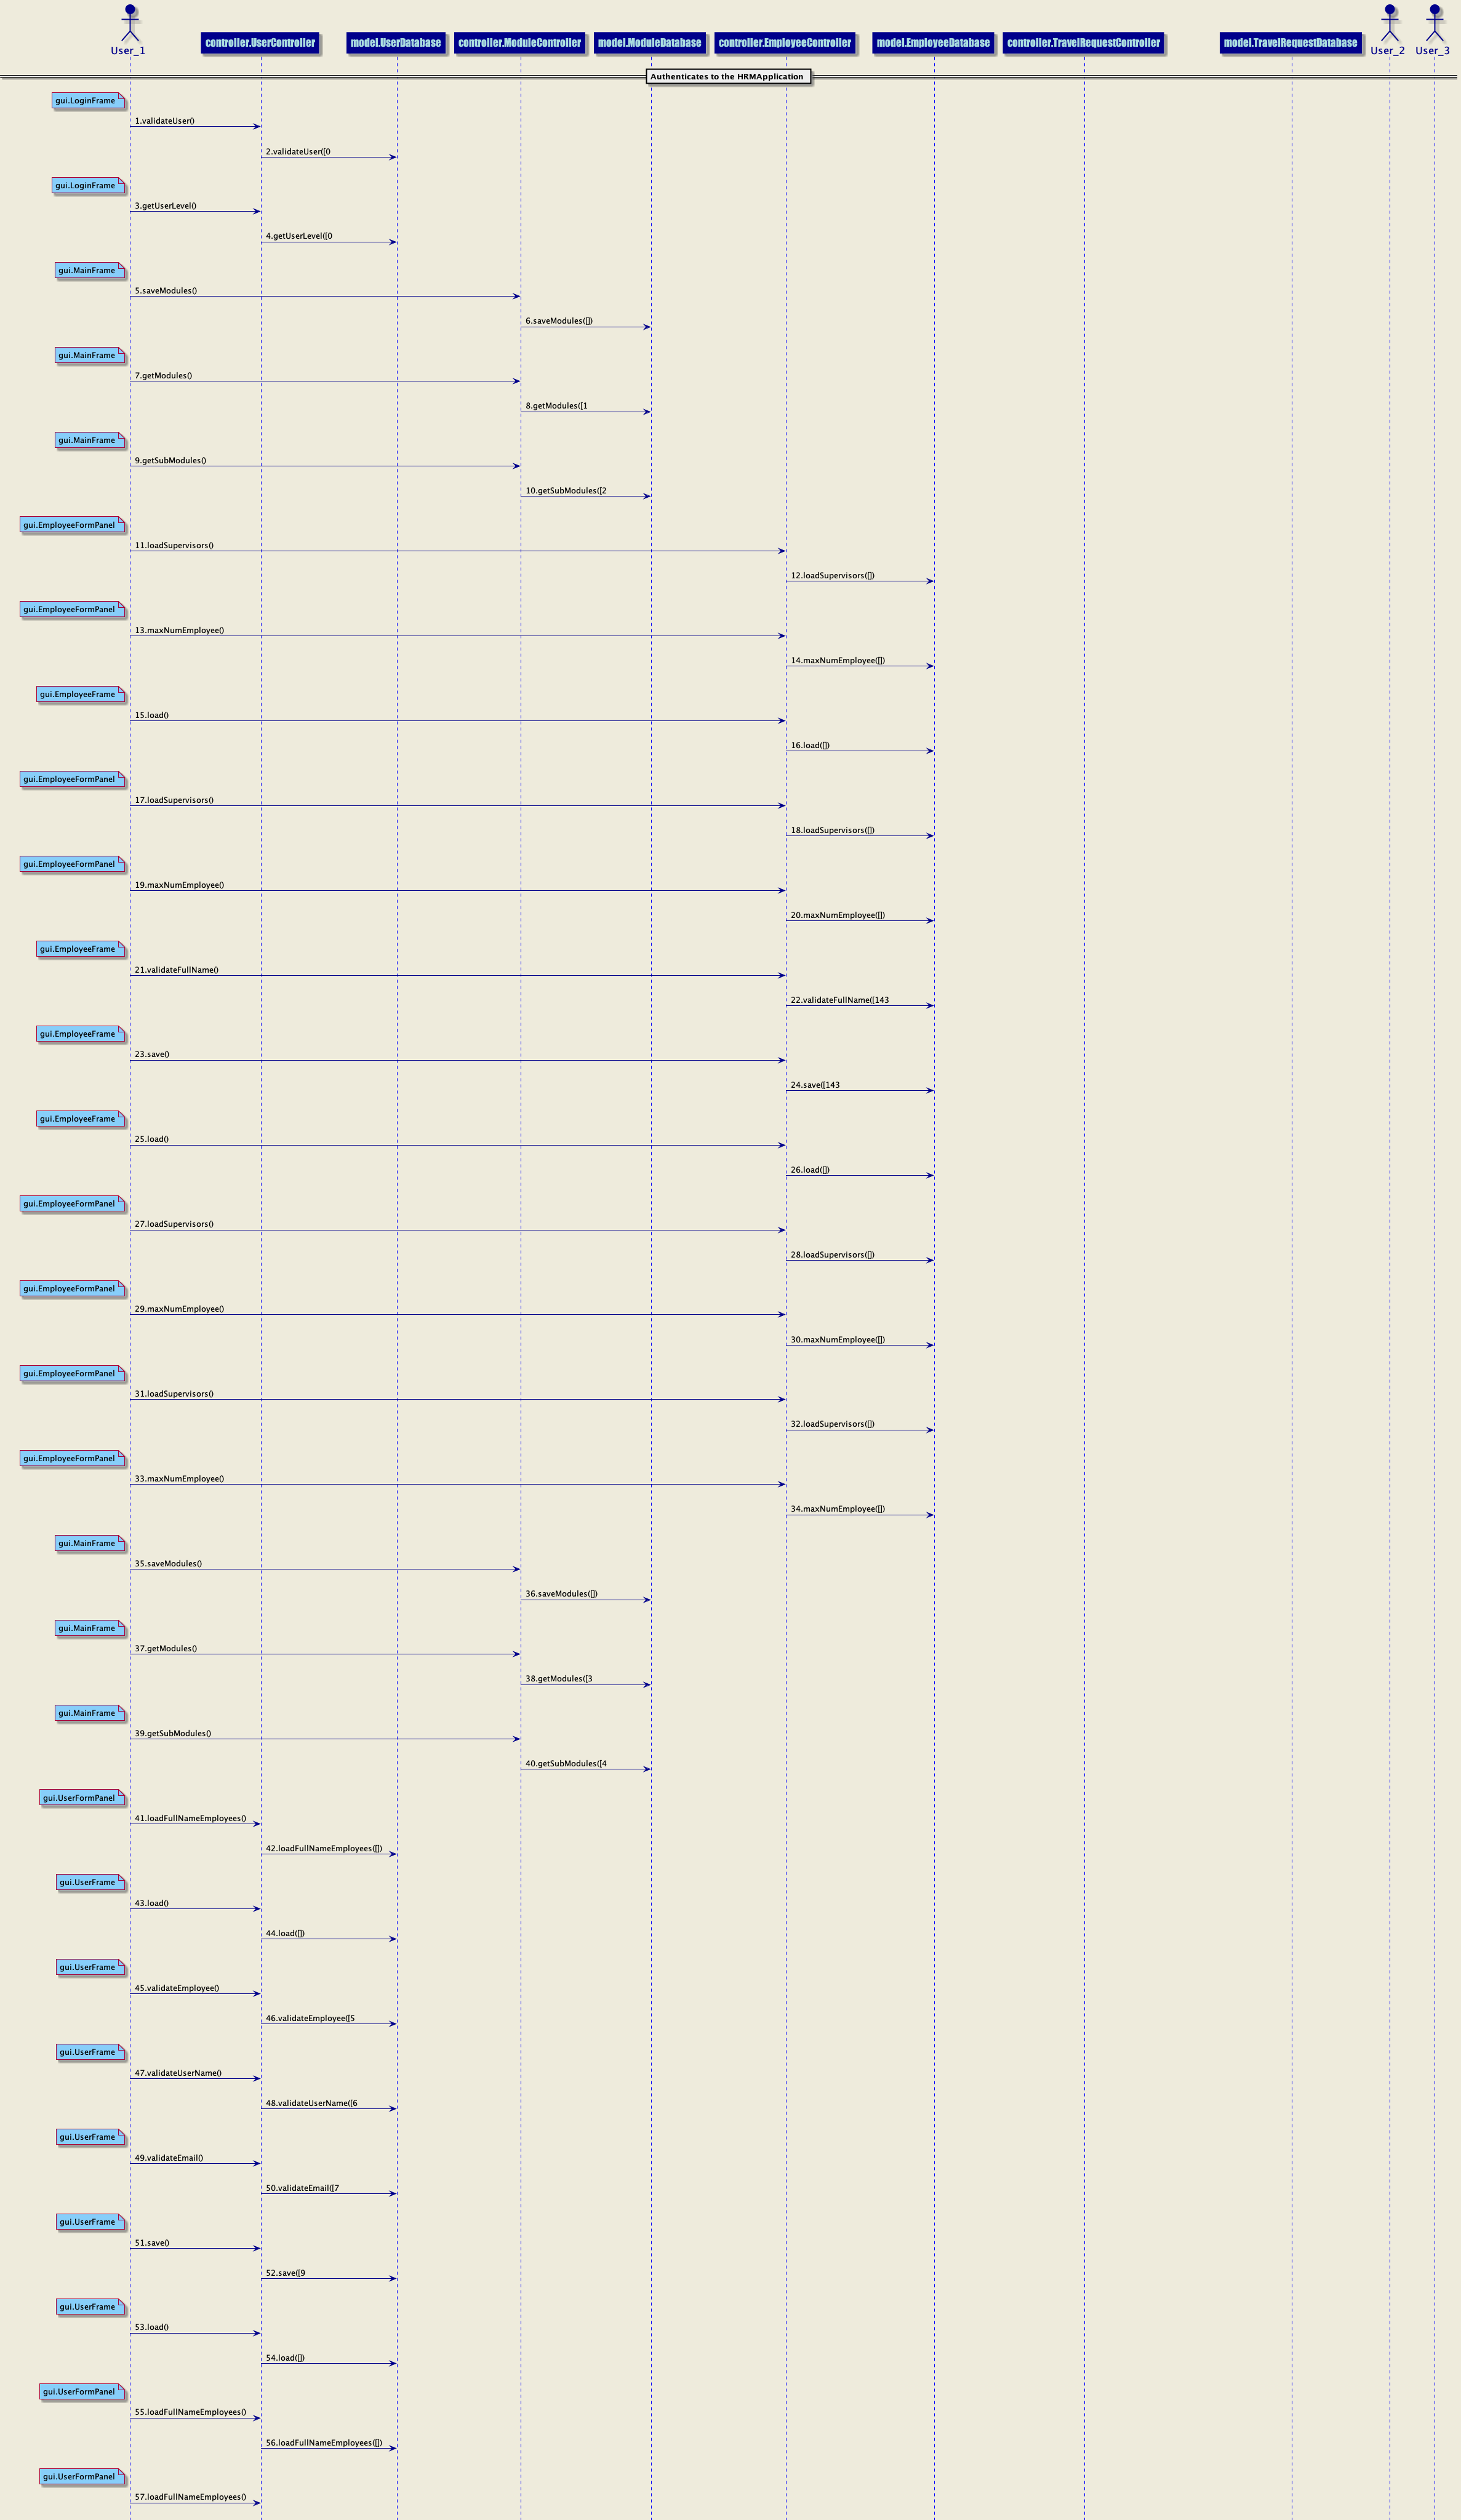 User_1
controller.UserController
model.UserDatabase
controller.ModuleController
model.ModuleDatabase
controller.EmployeeController
model.EmployeeDatabase
controller.TravelRequestController
model.TravelRequestDatabase
User_2
User_3
Authenticates to the HRMApplication
gui.LoginFrame
1.validateUser()
2.validateUser([0
gui.LoginFrame
3.getUserLevel()
4.getUserLevel([0
gui.MainFrame
5.saveModules()
6.saveModules([])
gui.MainFrame
7.getModules()
8.getModules([1
gui.MainFrame
9.getSubModules()
10.getSubModules([2
gui.EmployeeFormPanel
11.loadSupervisors()
12.loadSupervisors([])
gui.EmployeeFormPanel
13.maxNumEmployee()
14.maxNumEmployee([])
gui.EmployeeFrame
15.load()
16.load([])
gui.EmployeeFormPanel
17.loadSupervisors()
18.loadSupervisors([])
gui.EmployeeFormPanel
19.maxNumEmployee()
20.maxNumEmployee([])
gui.EmployeeFrame
21.validateFullName()
22.validateFullName([143
gui.EmployeeFrame
23.save()
24.save([143
gui.EmployeeFrame
25.load()
26.load([])
gui.EmployeeFormPanel
27.loadSupervisors()
28.loadSupervisors([])
gui.EmployeeFormPanel
29.maxNumEmployee()
30.maxNumEmployee([])
gui.EmployeeFormPanel
31.loadSupervisors()
32.loadSupervisors([])
gui.EmployeeFormPanel
33.maxNumEmployee()
34.maxNumEmployee([])
gui.MainFrame
35.saveModules()
36.saveModules([])
gui.MainFrame
37.getModules()
38.getModules([3
gui.MainFrame
39.getSubModules()
40.getSubModules([4
gui.UserFormPanel
41.loadFullNameEmployees()
42.loadFullNameEmployees([])
gui.UserFrame
43.load()
44.load([])
gui.UserFrame
45.validateEmployee()
46.validateEmployee([5
gui.UserFrame
47.validateUserName()
48.validateUserName([6
gui.UserFrame
49.validateEmail()
50.validateEmail([7
gui.UserFrame
51.save()
52.save([9
gui.UserFrame
53.load()
54.load([])
gui.UserFormPanel
55.loadFullNameEmployees()
56.loadFullNameEmployees([])
gui.UserFormPanel
57.loadFullNameEmployees()